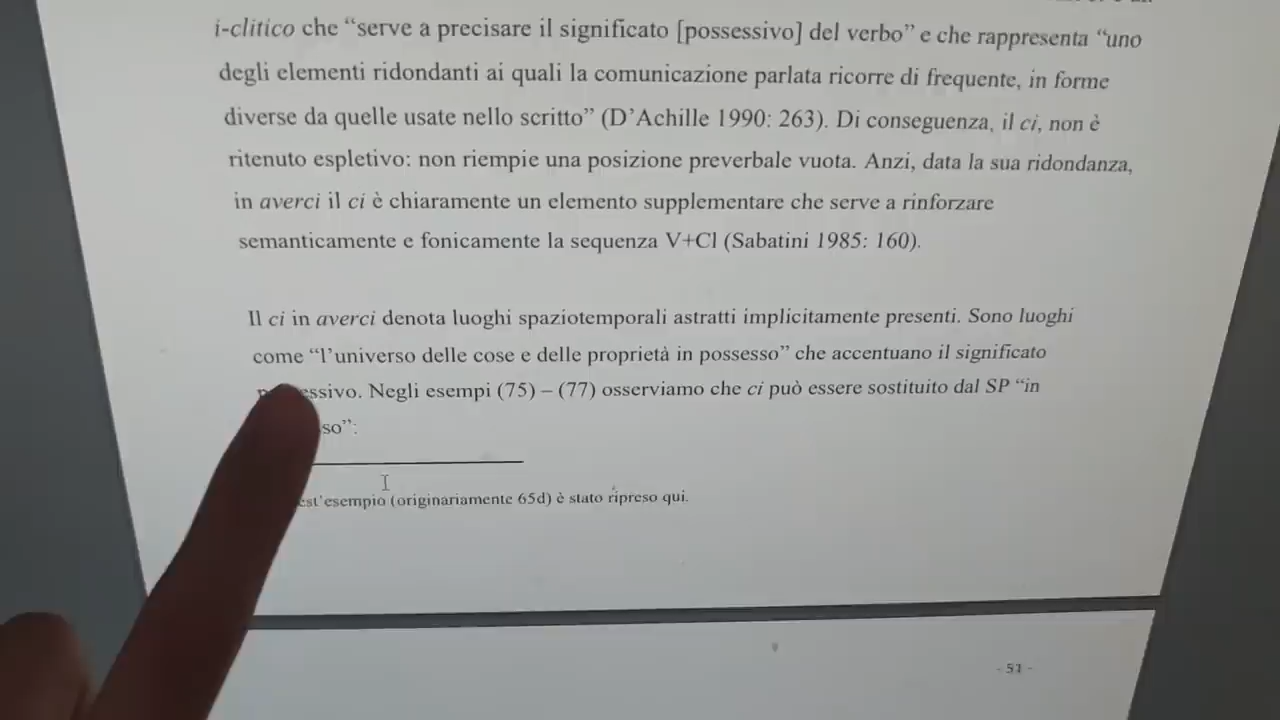 i-clitico che “serve a precisare il significato [possessivo] del verbo” e che rappresenta “uno
degli elementi ridondanti ai quali la comunicazione parlata ricorre di frequente, in forme
diverse da quelle usate nello scritto” (D’Achille 1990: 263). Di conseguenza, il ci, non è
ritenuto espletivo: non riempie una posizione preverbale vuota. Anzi, data la sua ridondanza,
in averci il ci è chiaramente un elemento supplementare che serve a rinforzare
semanticamente e fonicamente la sequenza V+Cl (Sabatini 1985: 160).
Il ci in averci denota luoghi spaziotemporali astratti implicitamente presenti. Sono luoghi
come “l’universo delle cose e delle proprietà in possesso” che accentuano il significato
Negli esempi (75) – (77) osserviamo che ci può essere sostituito dal SP “in
so”:
est’esempio (originariamente 65d) è stato ripreso qui.
- 51 -